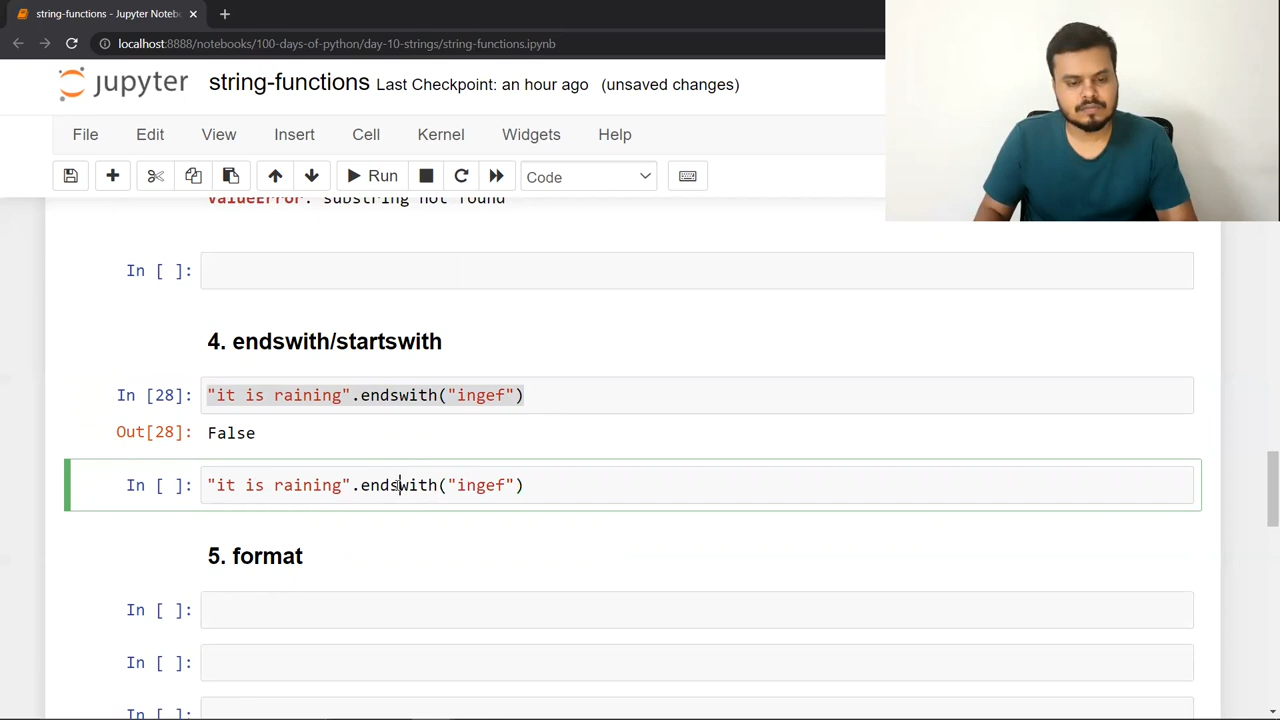 string-functions - Jupyter Noteb
localhost:8888/notebooks/100-days-of-python/day-10-strings/string-functions.ipynb
jupyter string-functions Last Checkpoint: an hour ago (unsaved changes)
File Edit View Insert Cell Kernel Widgets Help
Run Code
ValueError: substring not found
In [ ]:
4. endswith/startswith
In [28]: "it is raining".endswith("ingef")
Out[28]: False
In [ ]: "it is raining".endswith("ingef")
5. format
In [ ]:
In [ ]:
In [ ]: